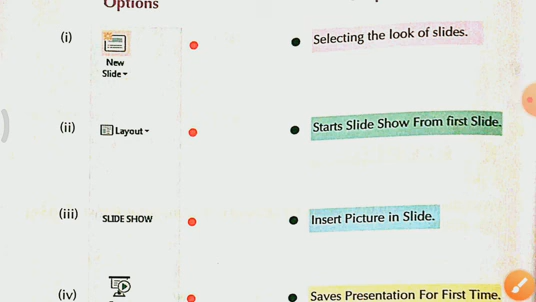 Options
(i)
New
Slide
Selecting the look of slides.
(ii)
Layout
Starts Slide Show From first Slide.
(iii)
SLIDE SHOW
Insert Picture in Slide.
(iv)
Saves Presentation For First Time.